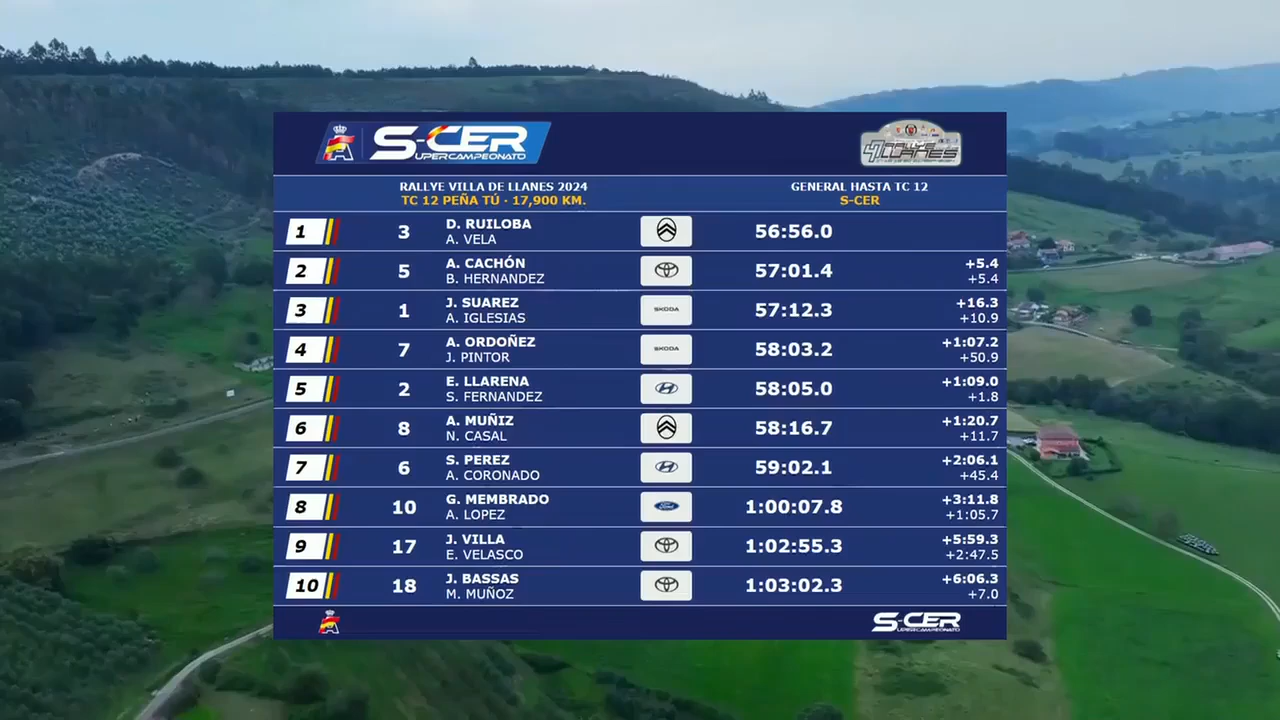 S-CER
SUPERCAMPEONATO
RALLYE VILLA DE LLANES 2024
TC 12 PEÑA TÚ · 17,900 KM.
GENERAL HASTA TC 12
S-CER
1 3 D. RUILOBA 56:56.0
A. VELA
2 5 A. CACHÓN 57:01.4 +5.4
B. HERNANDEZ +5.4
3 1 J. SUAREZ SKODA 57:12.3 +16.3
A. IGLESIAS +10.9
4 7 A. ORDOÑEZ SKODA 58:03.2 +1:07.2
J. PINTOR +50.9
5 2 E. LLARENA 58:05.0 +1:09.0
S. FERNANDEZ +1.8
6 8 A. MUÑIZ 58:16.7 +1:20.7
N. CASAL +11.7
7 6 S. PEREZ 59:02.1 +2:06.1
A. CORONADO +45.4
8 10 G. MEMBRADO Ford 1:00:07.8 +3:11.8
A. LOPEZ +1:05.7
9 17 J. VILLA 1:02:55.3 +5:59.3
E. VELASCO +2:47.5
10 18 J. BASSAS 1:03:02.3 +6:06.3
M. MUÑOZ +7.0
S-CER
SUPERCAMPEONATO